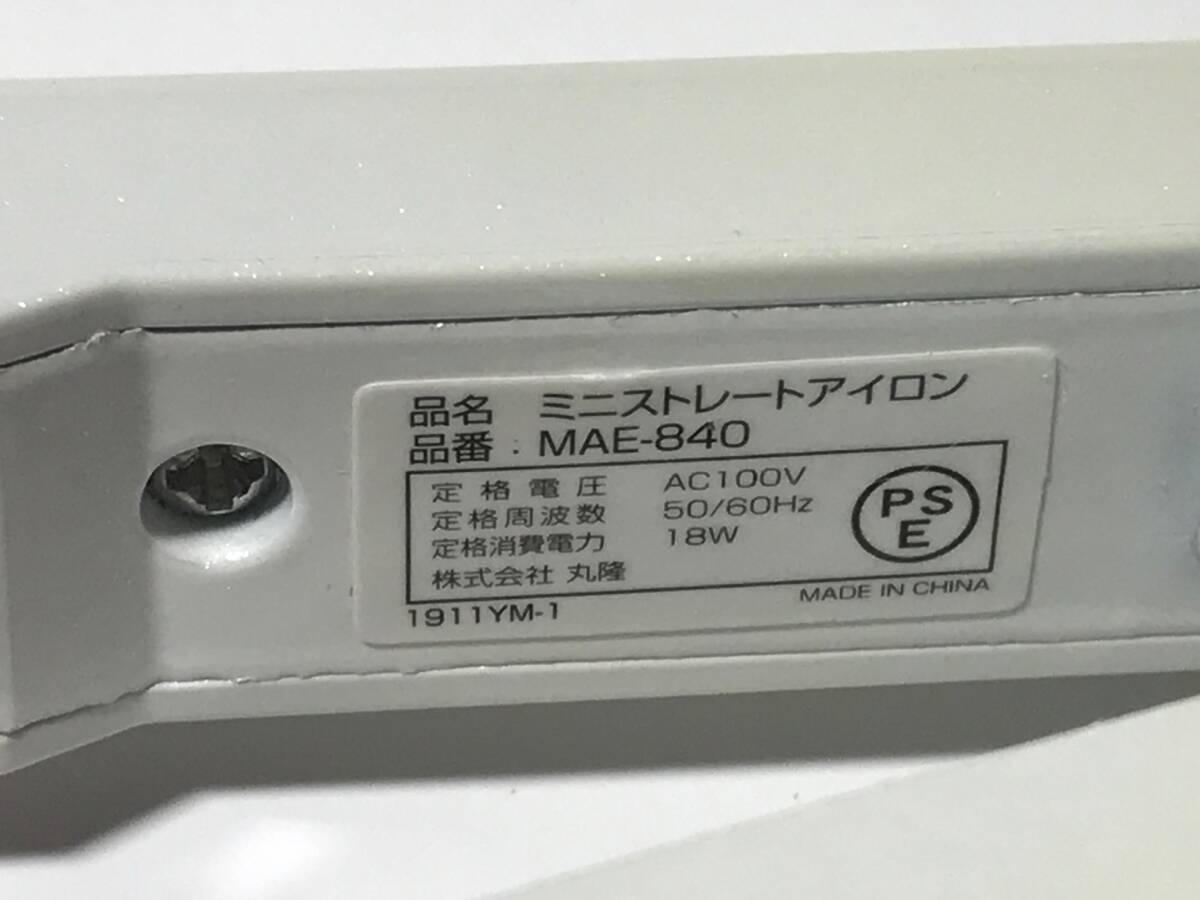 品名 ミニストレートアイロン
品番 : MAE-840
定格電圧 AC100V
定格周波数 50/60Hz
定格消費電力 18W
株式会社 丸隆
PS
E
1911YM-1
MADE IN CHINA